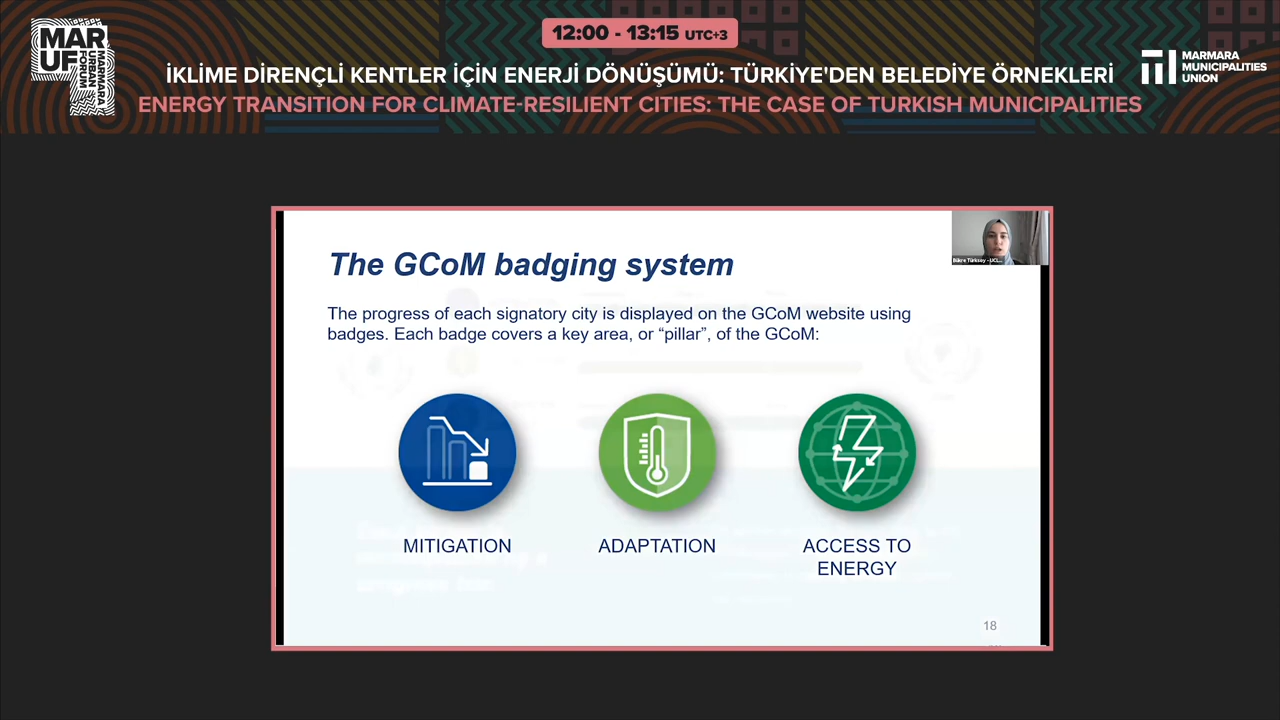 MAR
UF
MARMARA
URBAN
FORUM
12:00 - 13:15 UTC+3
İKLİME DİRENÇLİ KENTLER İÇİN ENERJİ DÖNÜŞÜMÜ: TÜRKİYE'DEN BELEDİYE ÖRNEKLERİ
ENERGY TRANSITION FOR CLIMATE-RESILIENT CITIES: THE CASE OF TURKISH MUNICIPALITIES
MARMARA
MUNICIPALITIES
UNION
The GCoM badging system
The progress of each signatory city is displayed on the GCoM website using
badges. Each badge covers a key area, or “pillar”, of the GCoM:
MITIGATION
ADAPTATION
ACCESS TO
ENERGY
18